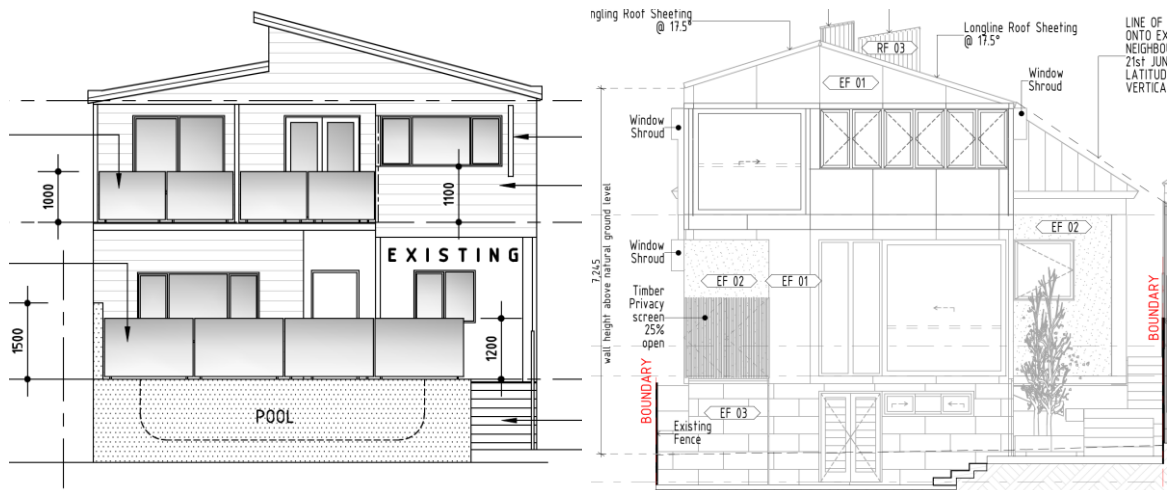 1000
1100
EXISTING
1500
1200
POOL
ngling Roof Sheeting
@ 17.5°
RF 03
Longline Roof Sheeting
@ 17.5°
LINE OF
ONTO EX
NEIGHBOU
21st JUN
LATITUD
VERTICA
EF 01
Window
Shroud
Window
Shroud
7,245
wall height above natural ground level
Window
Shroud
EF 02
EF 02
EF 01
Timber
Privacy
screen
25%
open
BOUNDARY
BOUNDARY
EF 03
Existing
Fence